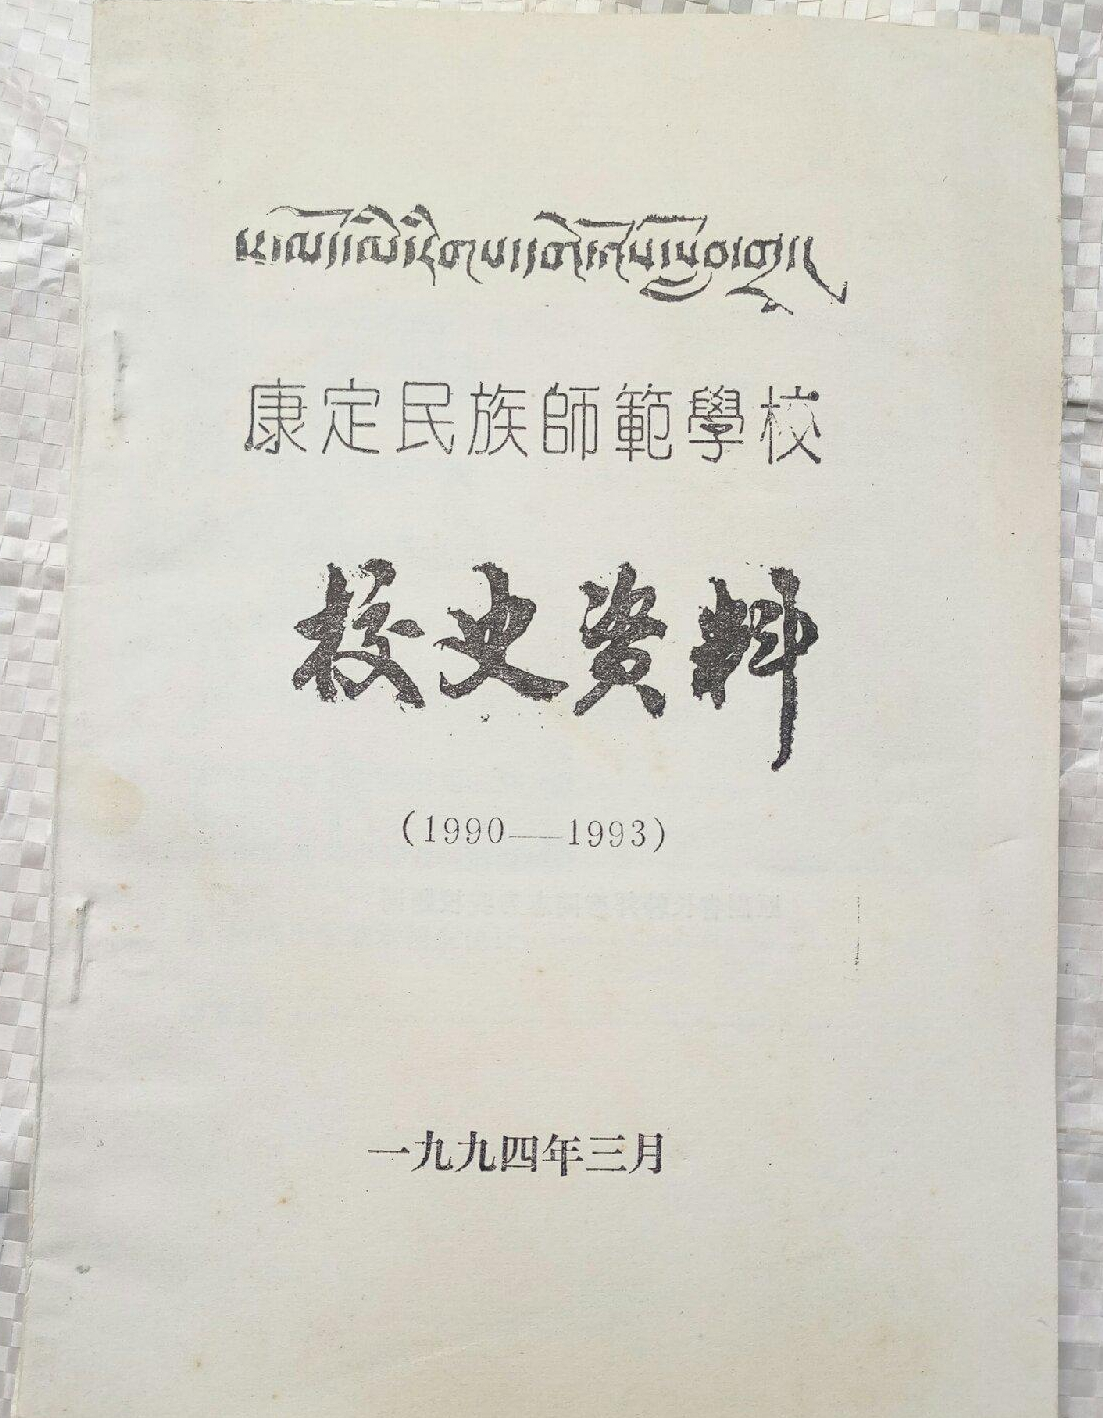 康定民族師範學校
校史资料
(1990——1993)
一九九四年三月